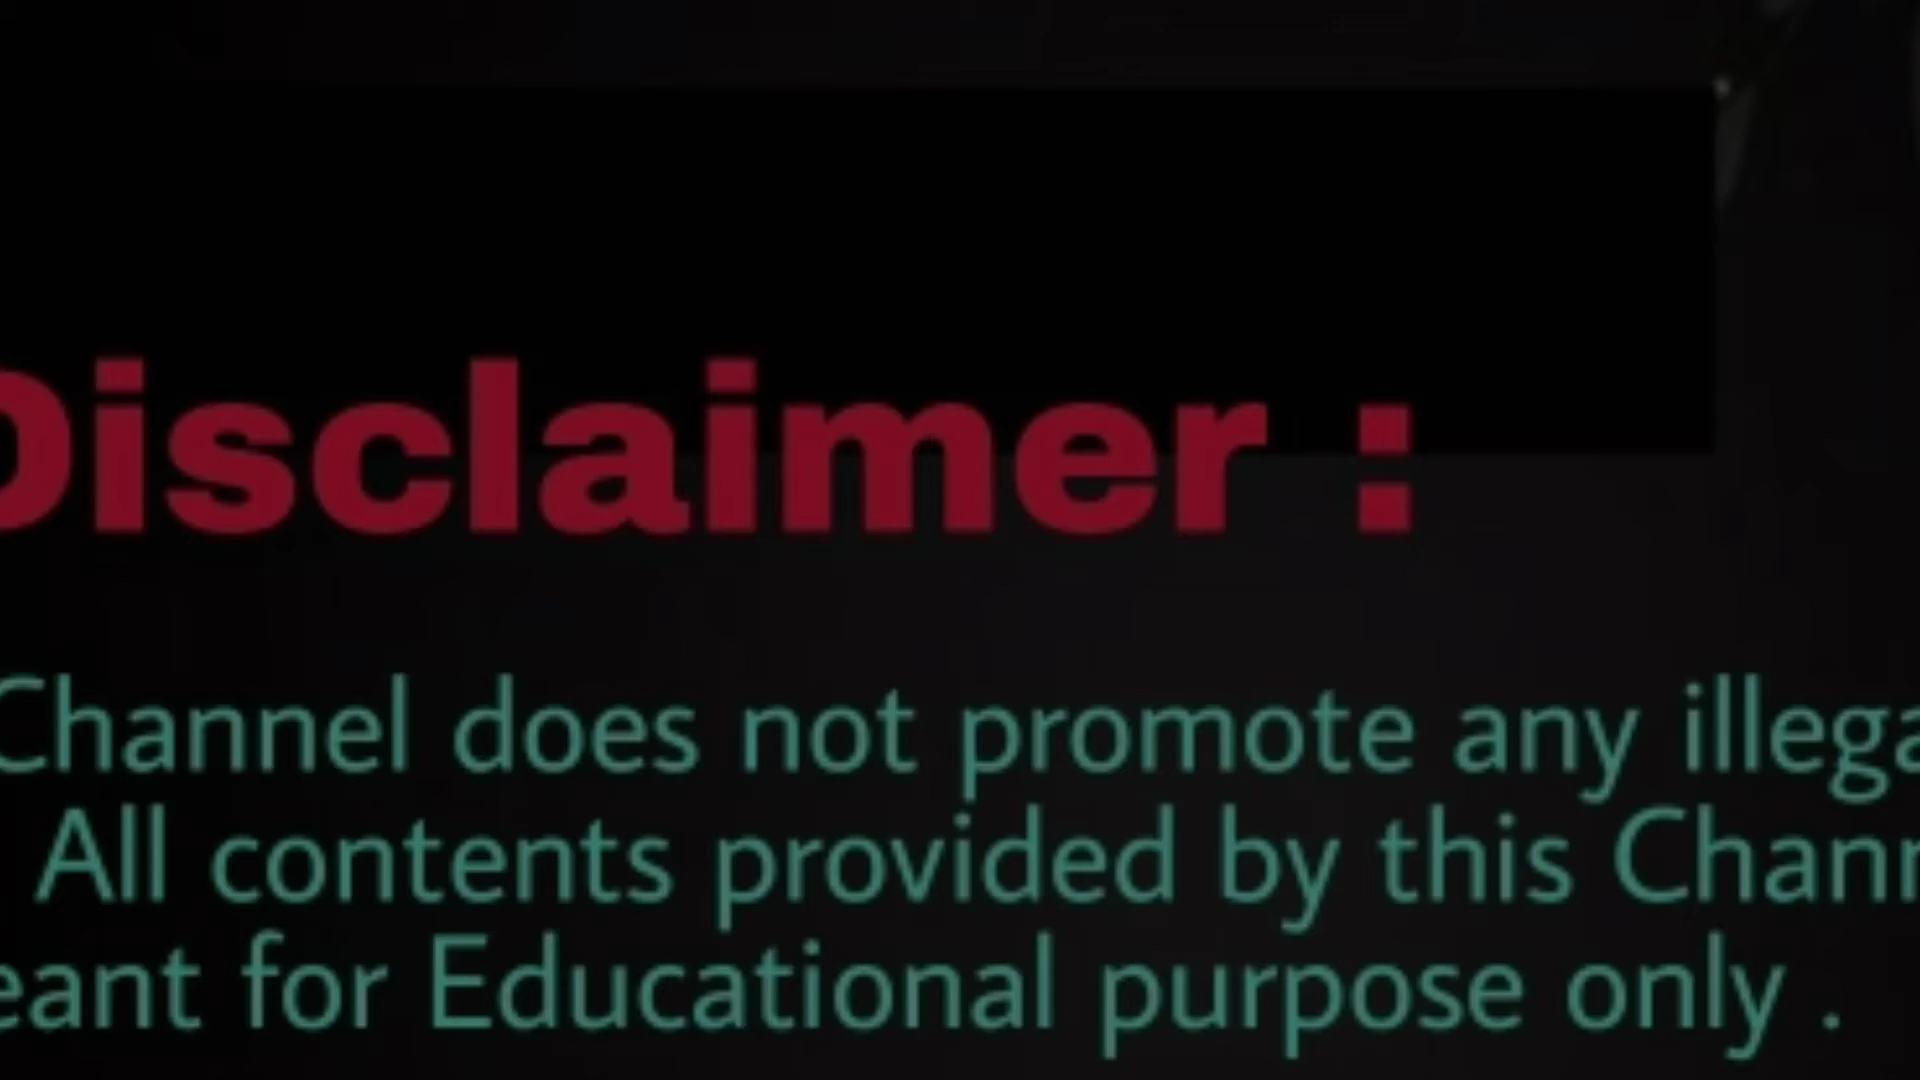 Disclaimer :
Channel does not promote any illega
All contents provided by this Chann
eant for Educational purpose only .